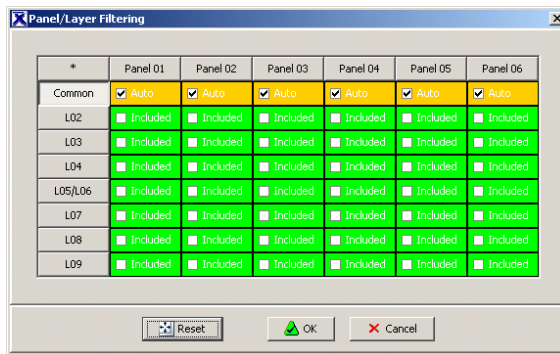 Panel/Layer Filtering
* Panel 01 Panel 02 Panel 03 Panel 04 Panel 05 Panel 06
Common Auto Auto Auto Auto Auto Auto
L02 Included Included Included Included Included Included
L03 Included Included Included Included Included Included
L04 Included Included Included Included Included Included
L05/L06 Included Included Included Included Included Included
L07 Included Included Included Included Included Included
L08 Included Included Included Included Included Included
L09 Included Included Included Included Included Included
Reset OK Cancel